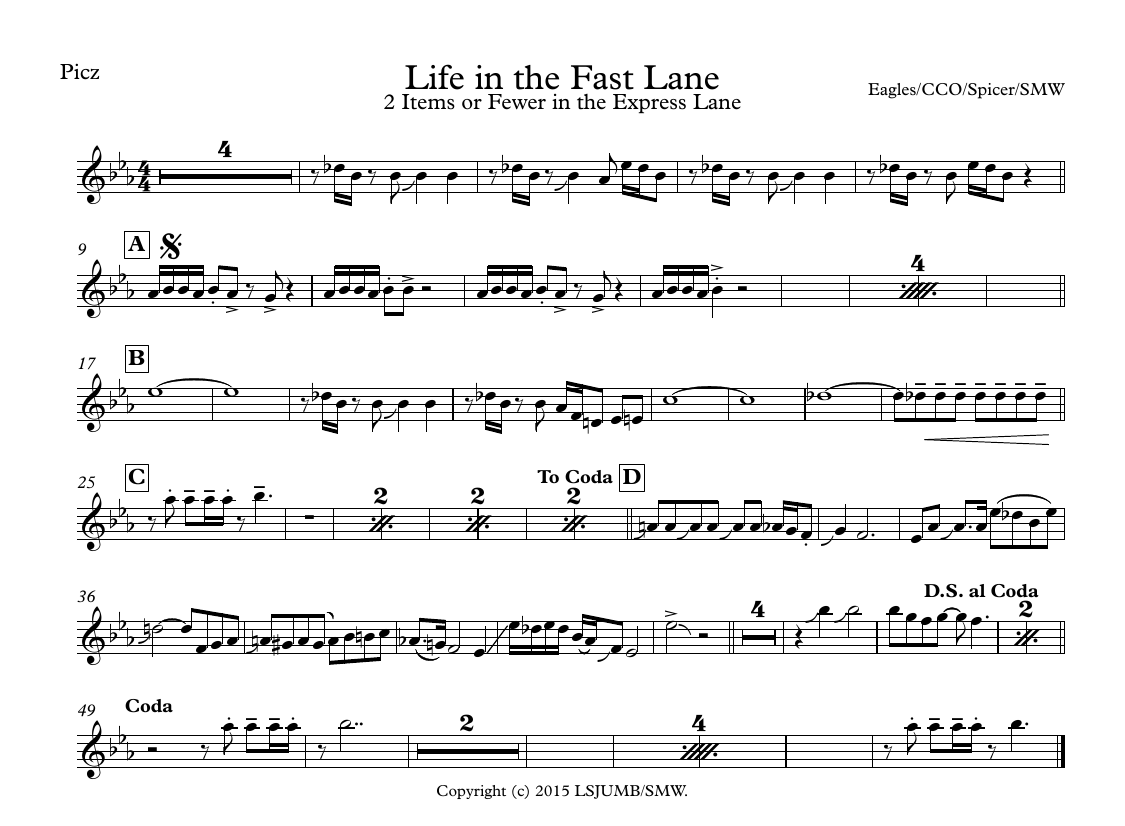 Picz
Life in the Fast Lane
2 Items or Fewer in the Express Lane
Eagles/CCO/Spicer/SMW
4
4
4
9
A
4
17
B
25
C
2
2
2
To Coda
D
36
4
D.S. al Coda
2
49
Coda
2
4
Copyright (c) 2015 LSJUMB/SMW.